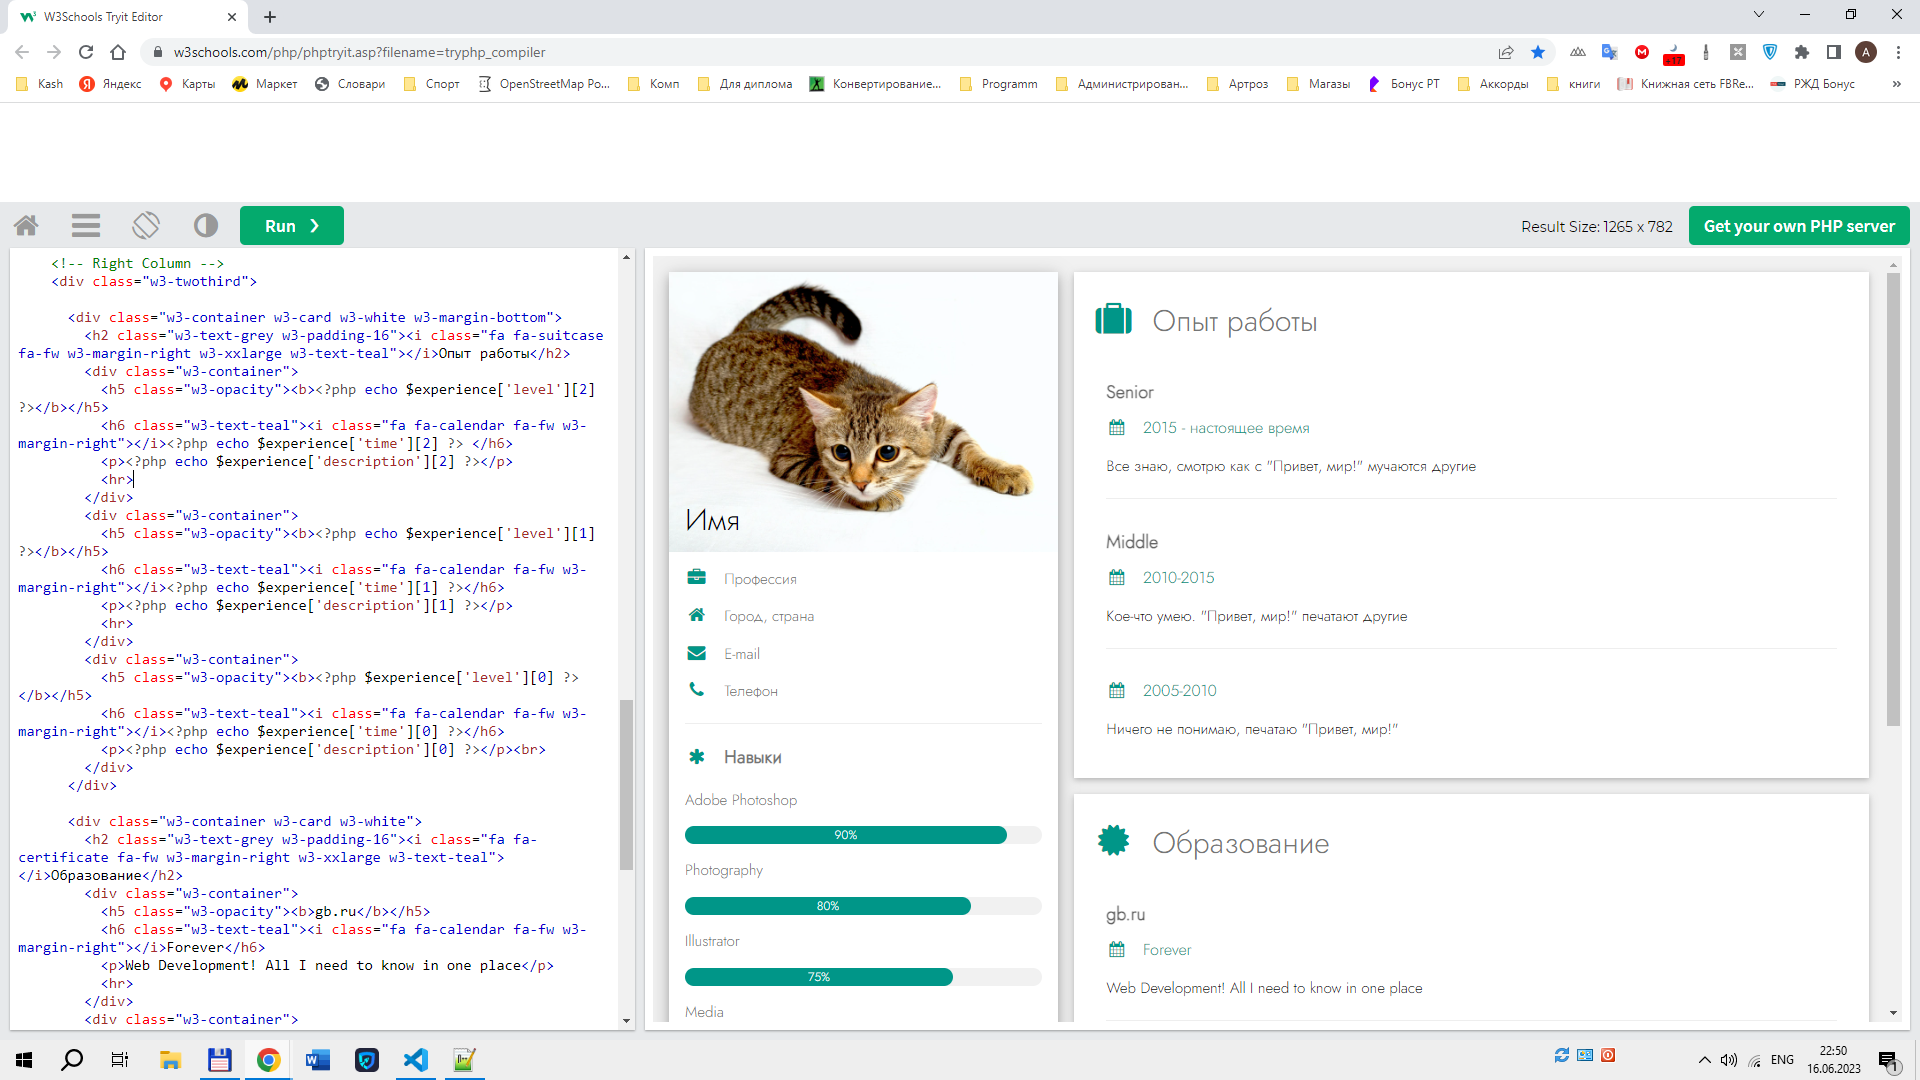 W3Schools Tryit Editor
w3schools.com/php/phptryit.asp?filename=tryphp_compiler
+17
A
Kash
Яндекс
Карты
Маркет
Словари
Спорт
OpenStreetMap Po...
Комп
Для диплома
Конвертирование...
Programm
Администрирован...
Артроз
Магазы
Бонус РТ
Аккорды
книги
Книжная сеть FBRe...
РЖД Бонус
»
Run ❯
Result Size: 1265 x 782
Get your own PHP server
<!-- Right Column -->
<div class="w3-twothird">
<div class="w3-container w3-card w3-white w3-margin-bottom">
<h2 class="w3-text-grey w3-padding-16"><i class="fa fa-suitcase
fa-fw w3-margin-right w3-xxlarge w3-text-teal"></i>Опыт работы</h2>
<div class="w3-container">
<h5 class="w3-opacity"><b><?php echo $experience['level'][2]
?></b></h5>
<h6 class="w3-text-teal"><i class="fa fa-calendar fa-fw w3-
margin-right"></i><?php echo $experience['time'][2] ?> </h6>
<p><?php echo $experience['description'][2] ?></p>
<hr>
</div>
<div class="w3-container">
<h5 class="w3-opacity"><b><?php echo $experience['level'][1]
?></b></h5>
<h6 class="w3-text-teal"><i class="fa fa-calendar fa-fw w3-
margin-right"></i><?php echo $experience['time'][1] ?></h6>
<p><?php echo $experience['description'][1] ?></p>
<hr>
</div>
<div class="w3-container">
<h5 class="w3-opacity"><b><?php $experience['level'][0] ?>
</b></h5>
<h6 class="w3-text-teal"><i class="fa fa-calendar fa-fw w3-
margin-right"></i><?php echo $experience['time'][0] ?></h6>
<p><?php echo $experience['description'][0] ?></p><br>
</div>
</div>
<div class="w3-container w3-card w3-white">
<h2 class="w3-text-grey w3-padding-16"><i class="fa fa-
certificate fa-fw w3-margin-right w3-xxlarge w3-text-teal">
</i>Образование</h2>
<div class="w3-container">
<h5 class="w3-opacity"><b>gb.ru</b></h5>
<h6 class="w3-text-teal"><i class="fa fa-calendar fa-fw w3-
margin-right"></i>Forever</h6>
<p>Web Development! All I need to know in one place</p>
<hr>
</div>
<div class="w3-container">
Имя
Профессия
Город, страна
E-mail
Телефон
Навыки
Adobe Photoshop
90%
Photography
80%
Illustrator
75%
Media
Опыт работы
Senior
2015 - настоящее время
Все знаю, смотрю как с "Привет, мир!" мучаются другие
Middle
2010-2015
Кое-что умею. "Привет, мир!" печатают другие
2005-2010
Ничего не понимаю, печатаю "Привет, мир!"
Образование
gb.ru
Forever
Web Development! All I need to know in one place
ENG
22:50
16.06.2023
1